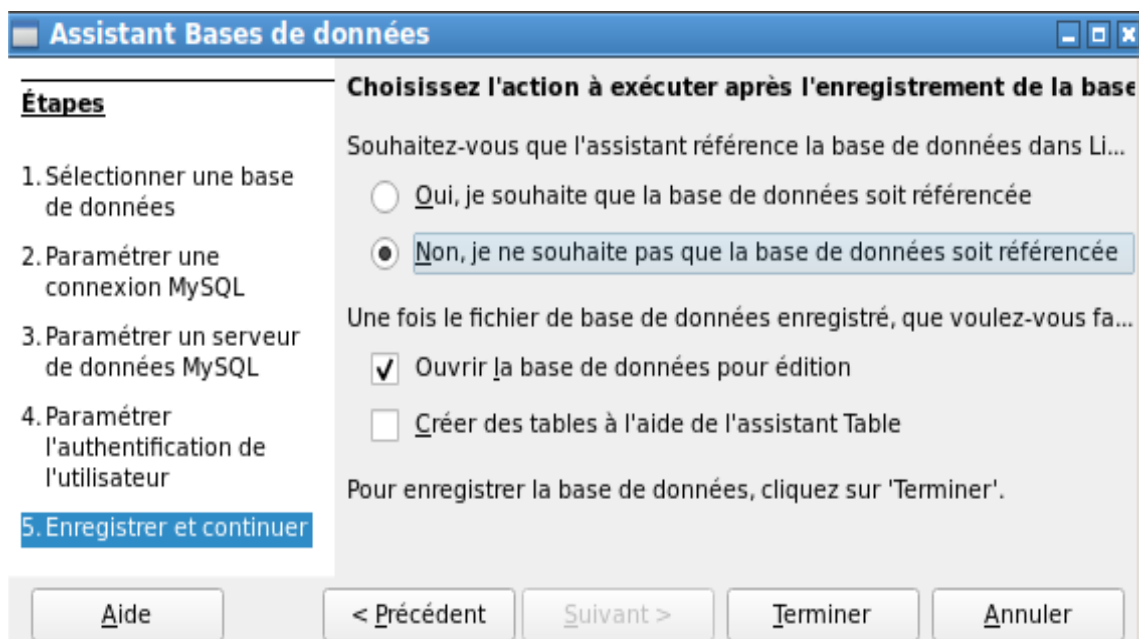 Assistant Bases de données
Étapes
1. Sélectionner une base
de données
2. Paramétrer une
connexion MySQL
3. Paramétrer un serveur
de données MySQL
4. Paramétrer
l'authentification de
l'utilisateur
5. Enregistrer et continuer
Choisissez l'action à exécuter après l'enregistrement de la base
Souhaitez-vous que l'assistant référence la base de données dans Li...
Oui, je souhaite que la base de données soit référencée
Non, je ne souhaite pas que la base de données soit référencée
Une fois le fichier de base de données enregistré, que voulez-vous fa...
Ouvrir la base de données pour édition
Créer des tables à l'aide de l'assistant Table
Pour enregistrer la base de données, cliquez sur 'Terminer'.
Aide
< Précédent
Suivant >
Terminer
Annuler